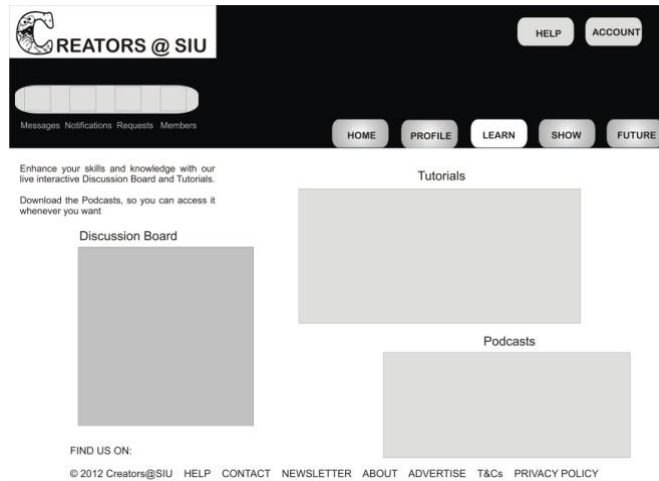 CREATORS @ SIU
HELP
ACCOUNT
Messages Notifications Requests Members
HOME
PROFILE
LEARN
SHOW
FUTURE
Enhance your skills and knowledge with our
live interactive Discussion Board and Tutorials.
Download the Podcasts, so you can access it
whenever you want
Tutorials
Discussion Board
Podcasts
FIND US ON:
© 2012 Creators@SIU HELP CONTACT NEWSLETTER ABOUT ADVERTISE T&Cs PRIVACY POLICY